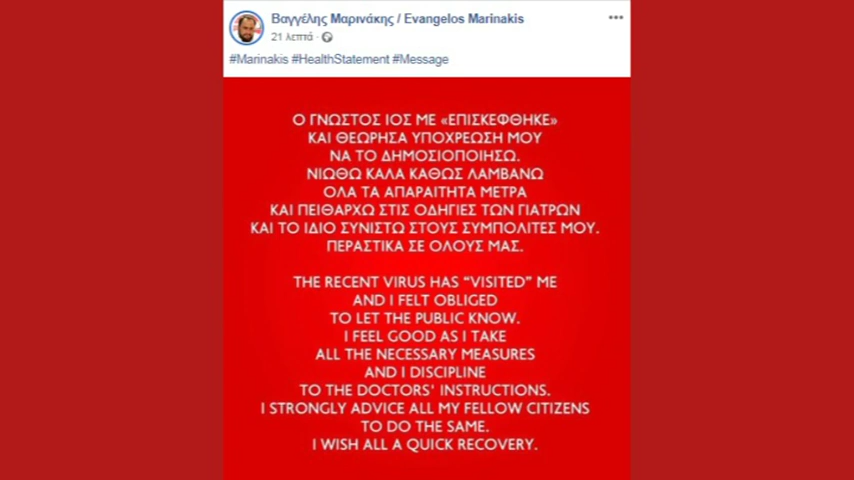 Βαγγέλης Μαρινάκης / Evangelos Marinakis
21 λεπτά ·
#Marinakis #HealthStatement #Message
Ο ΓΝΩΣΤΟΣ ΙΟΣ ΜΕ «ΕΠΙΣΚΕΦΘΗΚΕ»
ΚΑΙ ΘΕΩΡΗΣΑ ΥΠΟΧΡΕΩΣΗ ΜΟΥ
ΝΑ ΤΟ ΔΗΜΟΣΙΟΠΟΙΗΣΩ.
ΝΙΩΘΩ ΚΑΛΑ ΚΑΘΩΣ ΛΑΜΒΑΝΩ
ΟΛΑ ΤΑ ΑΠΑΡΑΙΤΗΤΑ ΜΕΤΡΑ
ΚΑΙ ΠΕΙΘΑΡΧΩ ΣΤΙΣ ΟΔΗΓΙΕΣ ΤΩΝ ΓΙΑΤΡΩΝ
ΚΑΙ ΤΟ ΙΔΙΟ ΣΥΝΙΣΤΩ ΣΤΟΥΣ ΣΥΜΠΟΛΙΤΕΣ ΜΟΥ.
ΠΕΡΑΣΤΙΚΑ ΣΕ ΟΛΟΥΣ ΜΑΣ.
THE RECENT VIRUS HAS “VISITED” ME
AND I FELT OBLIGED
TO LET THE PUBLIC KNOW.
I FEEL GOOD AS I TAKE
ALL THE NECESSARY MEASURES
AND I DISCIPLINE
TO THE DOCTORS' INSTRUCTIONS.
I STRONGLY ADVICE ALL MY FELLOW CITIZENS
TO DO THE SAME.
I WISH ALL A QUICK RECOVERY.